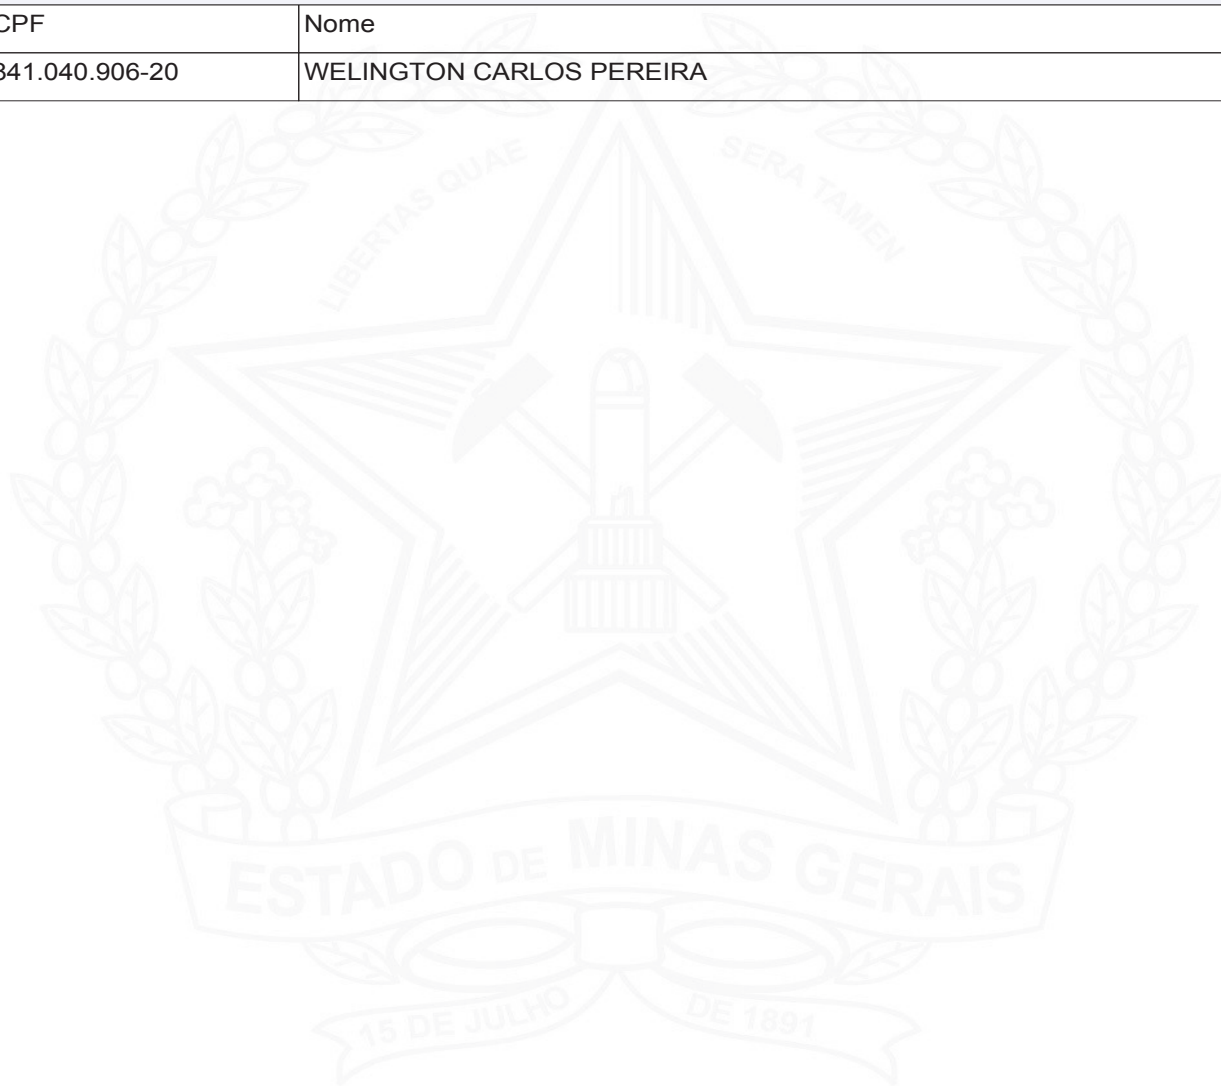 CPF Nome
841.040.906-20 WELINGTON CARLOS PEREIRA
LIBERTAS QUAE SERA TAMEN
ESTADO DE MINAS GERAIS
15 DE JULHO DE 1891